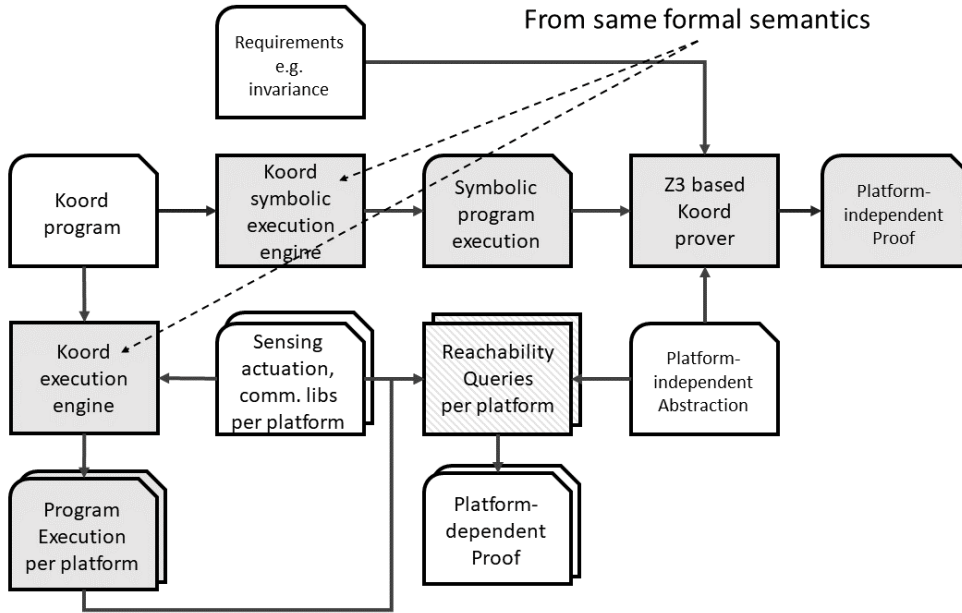 From same formal semantics
Requirements
e.g.
invariance
Koord
program
Koord
symbolic
execution
engine
Symbolic
program
execution
Z3 based
Koord
prover
Platform-
independent
Proof
Koord
execution
engine
Sensing
actuation,
comm. libs
per platform
Reachability
Queries
per platform
Platform-
independent
Abstraction
Program
Execution
per platform
Platform-
dependent
Proof